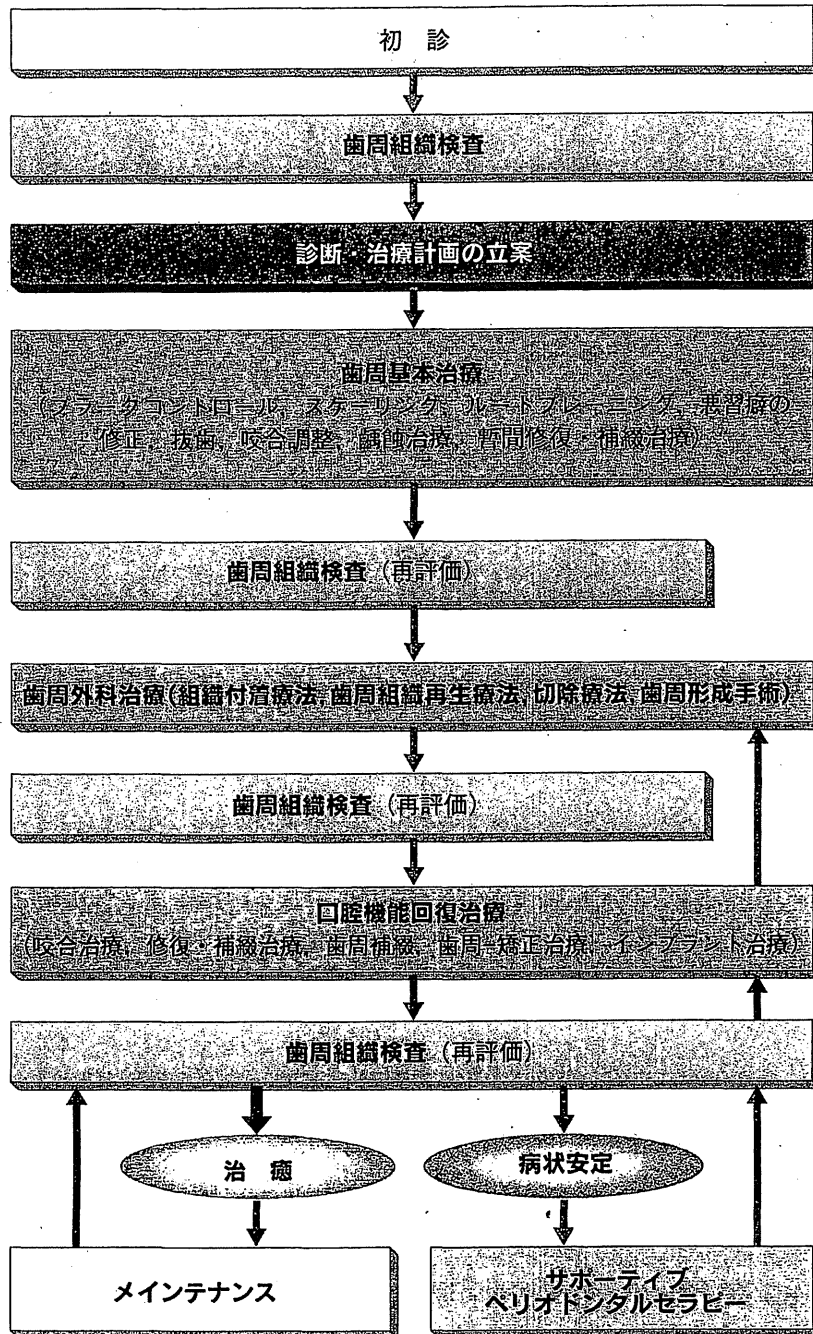 初　診
歯周組織検査
診断・治療計画の立案
歯周基本治療
(プラークコントロール, スケーリング, ルートプレーニング, 悪習癖の
修正, 抜歯, 咬合調整, 齲蝕治療, 暫間修復・補綴治療)
歯周組織検査（再評価）
歯周外科治療(組織付着療法,歯周組織再生療法,切除療法,歯周形成手術)
歯周組織検査（再評価）
口腔機能回復治療
(咬合治療, 修復・補綴治療, 歯周補綴, 歯周-矯正治療, インプラント治療)
歯周組織検査（再評価）
治　癒
病状安定
メインテナンス
サポーティブ
ペリオドンタルセラピー